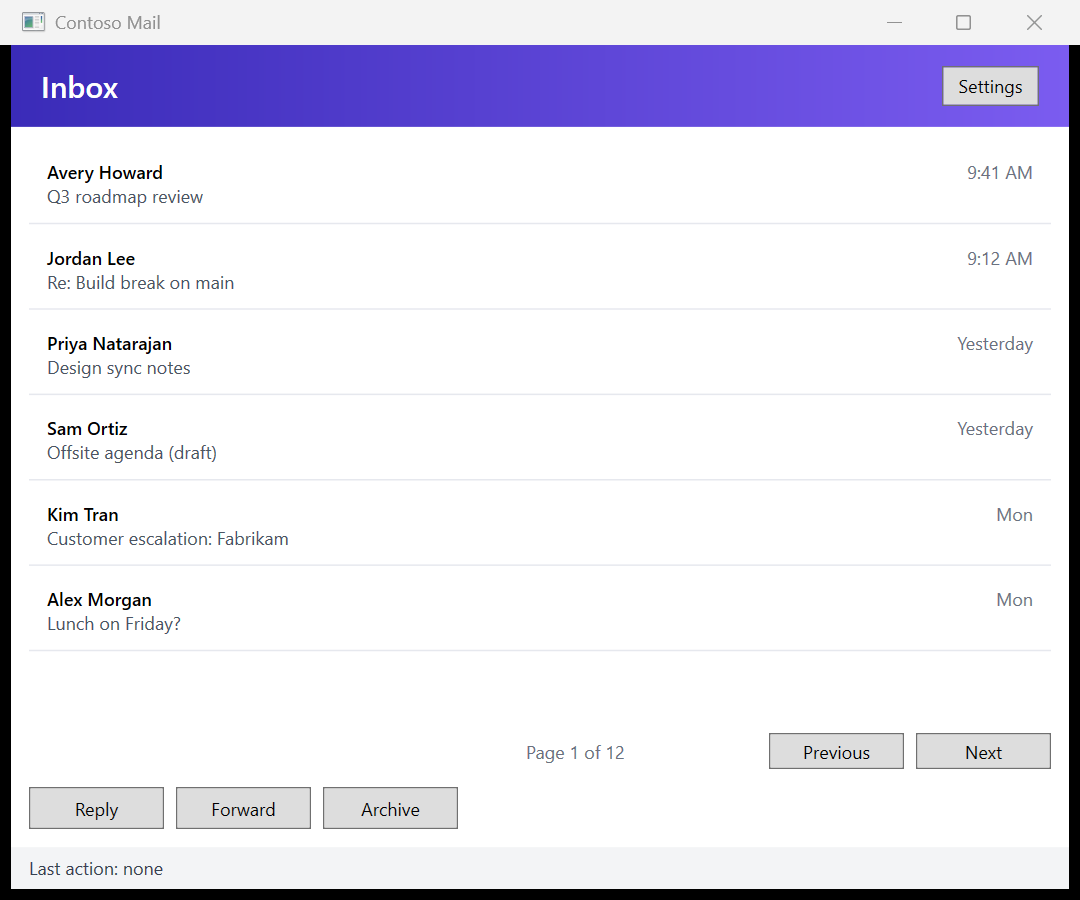 Contoso Mail
Inbox
Settings
Avery Howard
9:41 AM
Q3 roadmap review
Jordan Lee
9:12 AM
Re: Build break on main
Priya Natarajan
Yesterday
Design sync notes
Sam Ortiz
Yesterday
Offsite agenda (draft)
Kim Tran
Mon
Customer escalation: Fabrikam
Alex Morgan
Mon
Lunch on Friday?
Page 1 of 12
Previous
Next
Reply
Forward
Archive
Last action: none